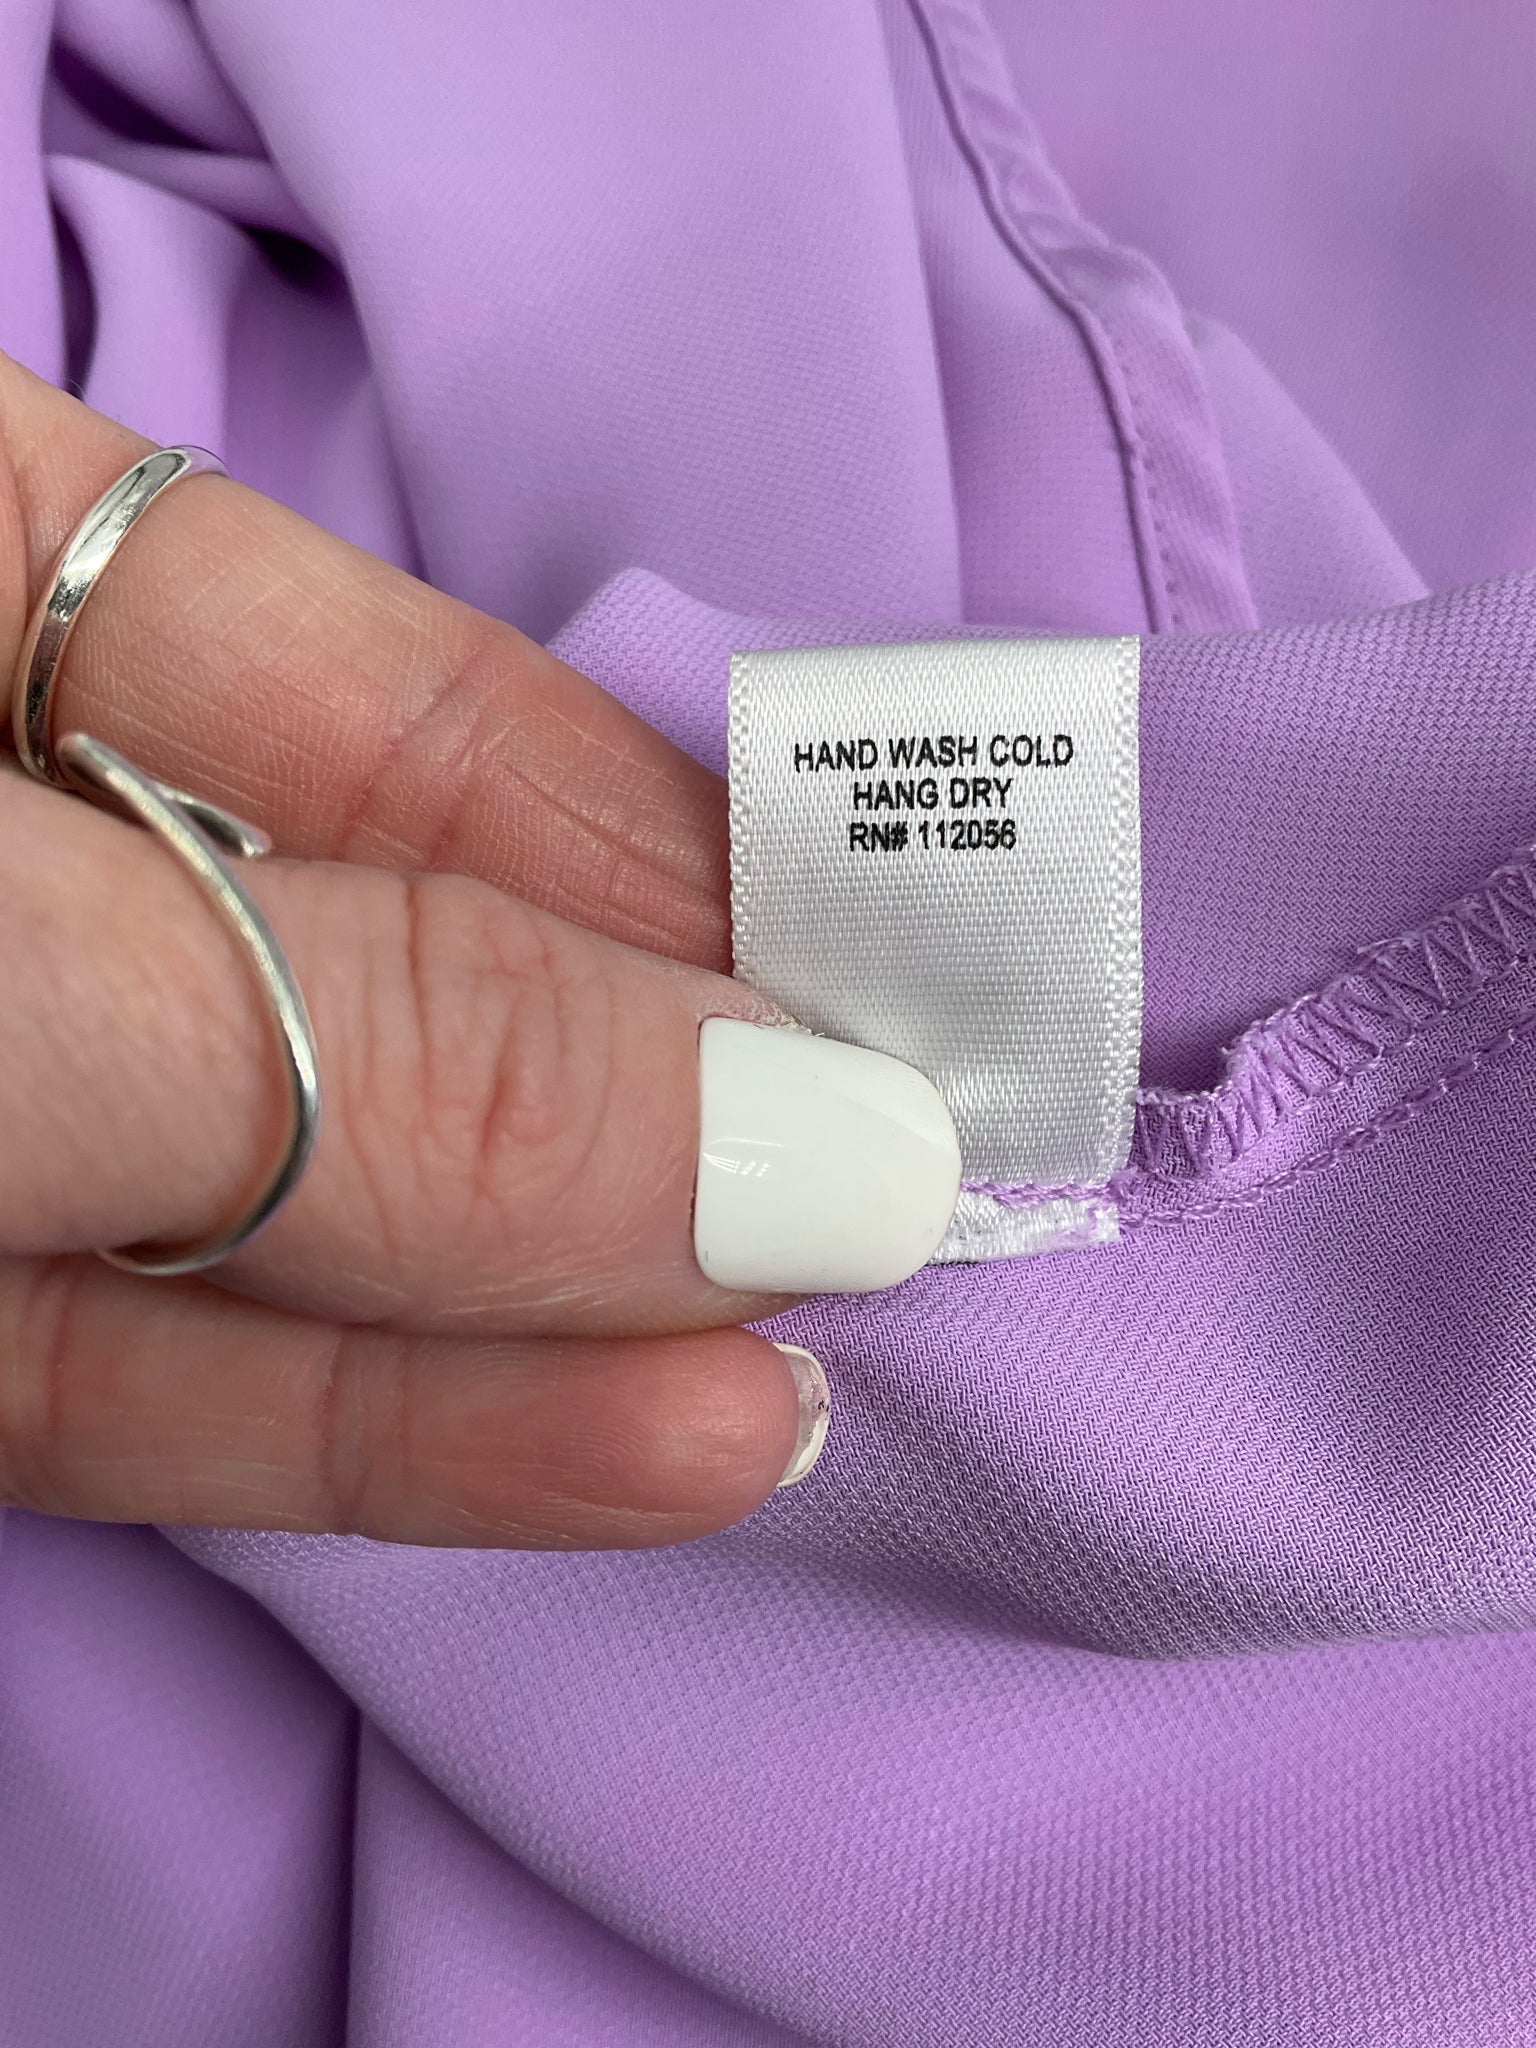 HAND WASH COLD
HANG DRY
RN# 112056